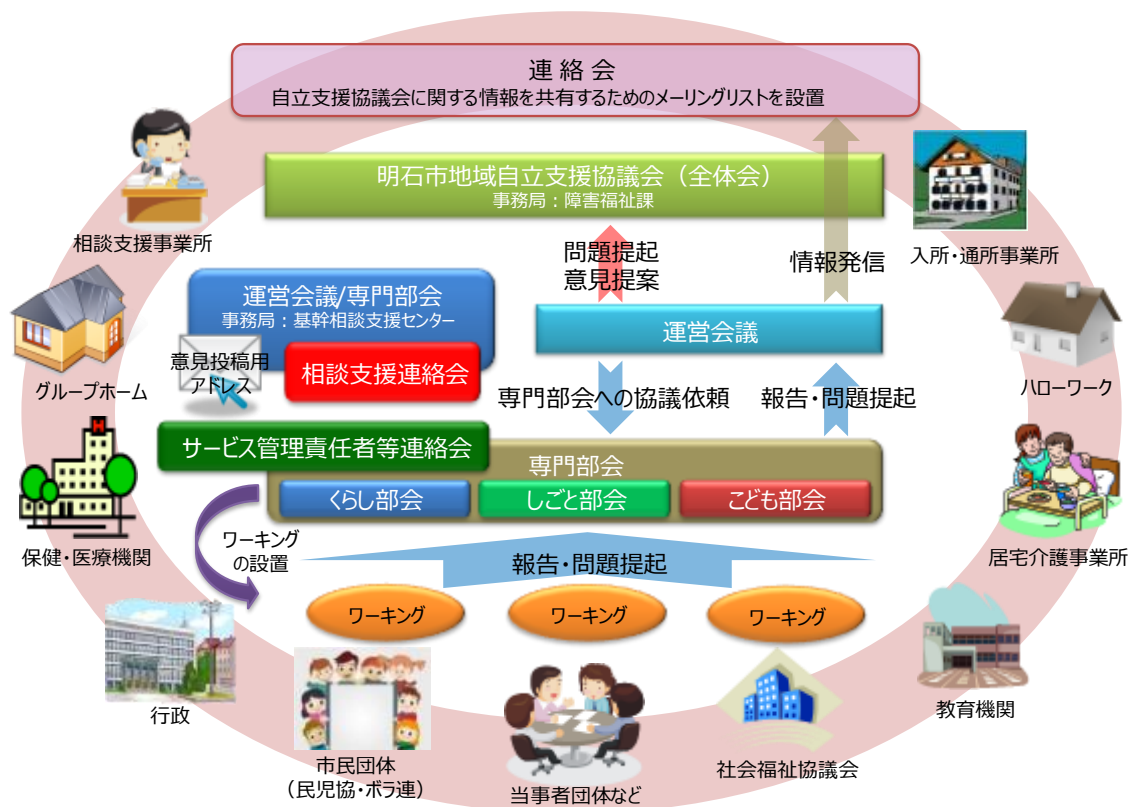 連 絡 会
自立支援協議会に関する情報を共有するためのメーリングリストを設置
相談支援事業所
明石市地域自立支援協議会（全体会）
事務局：障害福祉課
入所・通所事業所
問題提起
意見提案
情報発信
グループホーム
運営会議/専門部会
事務局：基幹相談支援センター
意見投稿用
アドレス
相談支援連絡会
運営会議
ハローワーク
専門部会への協議依頼
報告・問題提起
サービス管理責任者等連絡会
専門部会
くらし部会
しごと部会
こども部会
保健・医療機関
H
ワーキング
の設置
報告・問題提起
居宅介護事業所
ワーキング
ワーキング
ワーキング
行政
市民団体
（民児協・ボラ連）
当事者団体など
社会福祉協議会
教育機関